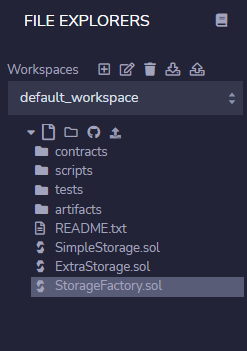 FILE EXPLORERS
Workspaces
default_workspace
contracts
scripts
tests
artifacts
README.txt
SimpleStorage.sol
ExtraStorage.sol
StorageFactory.sol